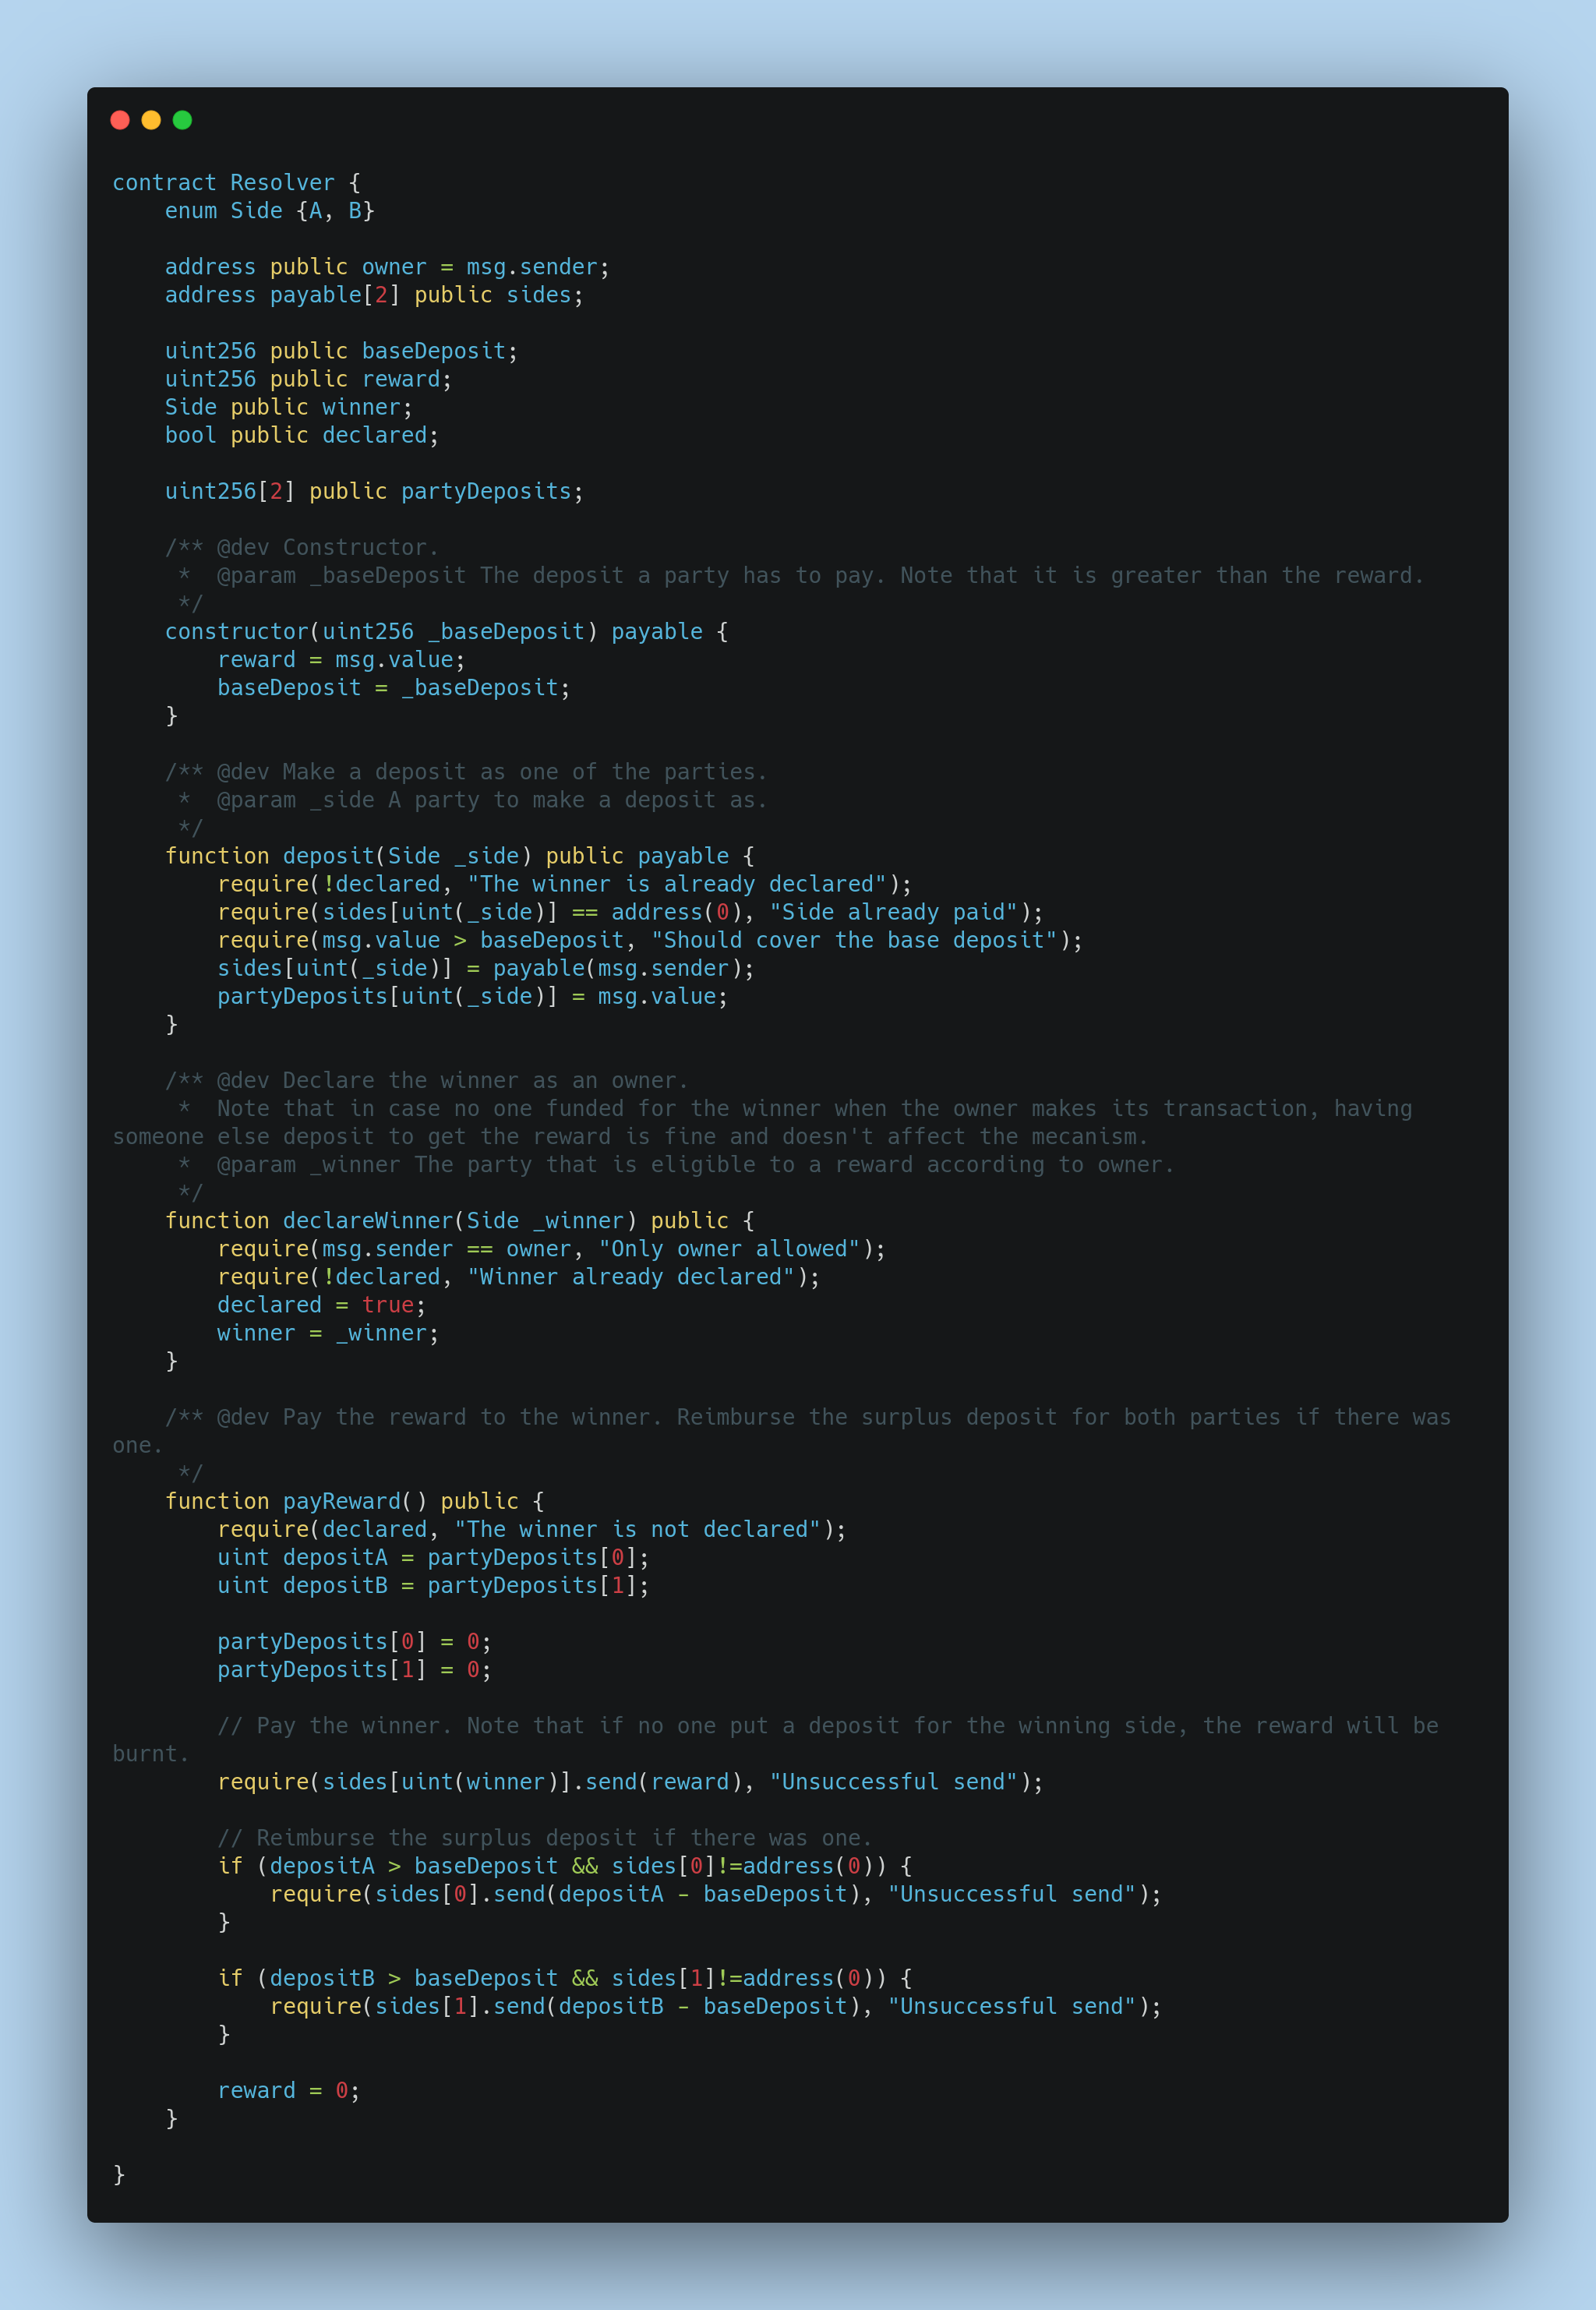 contract Resolver {
    enum Side {A, B}

    address public owner = msg.sender;
    address payable[2] public sides;

    uint256 public baseDeposit;
    uint256 public reward;
    Side public winner;
    bool public declared;

    uint256[2] public partyDeposits;

    /** @dev Constructor.
     *  @param _baseDeposit The deposit a party has to pay. Note that it is greater than the reward.
     */
    constructor(uint256 _baseDeposit) payable {
        reward = msg.value;
        baseDeposit = _baseDeposit;
    }

    /** @dev Make a deposit as one of the parties.
     *  @param _side A party to make a deposit as.
     */
    function deposit(Side _side) public payable {
        require(!declared, "The winner is already declared");
        require(sides[uint(_side)] == address(0), "Side already paid");
        require(msg.value > baseDeposit, "Should cover the base deposit");
        sides[uint(_side)] = payable(msg.sender);
        partyDeposits[uint(_side)] = msg.value;
    }

    /** @dev Declare the winner as an owner.
     *  Note that in case no one funded for the winner when the owner makes its transaction, having
someone else deposit to get the reward is fine and doesn't affect the mecanism.
     *  @param _winner The party that is eligible to a reward according to owner.
     */
    function declareWinner(Side _winner) public {
        require(msg.sender == owner, "Only owner allowed");
        require(!declared, "Winner already declared");
        declared = true;
        winner = _winner;
    }

    /** @dev Pay the reward to the winner. Reimburse the surplus deposit for both parties if there was
one.
     */
    function payReward() public {
        require(declared, "The winner is not declared");
        uint depositA = partyDeposits[0];
        uint depositB = partyDeposits[1];

        partyDeposits[0] = 0;
        partyDeposits[1] = 0;

        // Pay the winner. Note that if no one put a deposit for the winning side, the reward will be
burnt.
        require(sides[uint(winner)].send(reward), "Unsuccessful send");

        // Reimburse the surplus deposit if there was one.
        if (depositA > baseDeposit && sides[0]!=address(0)) {
            require(sides[0].send(depositA - baseDeposit), "Unsuccessful send");
        }

        if (depositB > baseDeposit && sides[1]!=address(0)) {
            require(sides[1].send(depositB - baseDeposit), "Unsuccessful send");
        }

        reward = 0;
    }

}